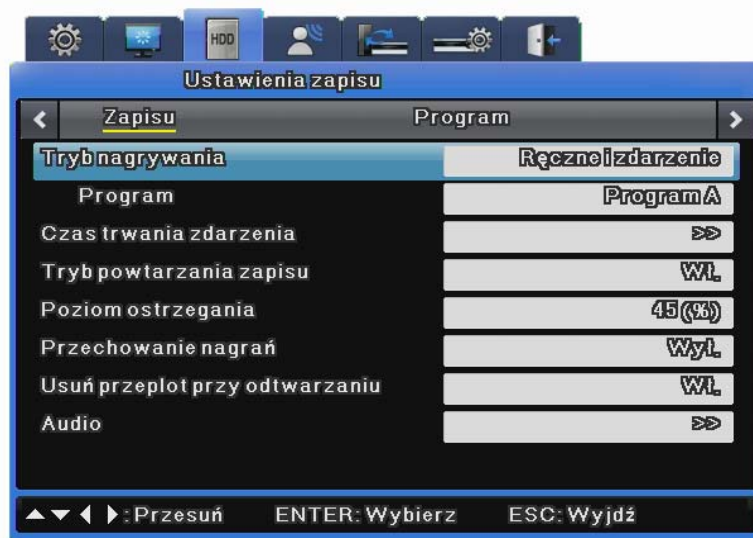 HDD
Ustawienia zapisu
Zapisu Program
Tryb nagrywania Ręczne i zdarzenie
Program Program A
Czas trwania zdarzenia >>
Tryb powtarzania zapisu Wł.
Poziom ostrzegania 45 (%)
Przechowanie nagrań Wył.
Usuń przeplot przy odtwarzaniu Wł.
Audio >>
▲▼◀▶: Przesuń ENTER: Wybierz ESC: Wyjdź